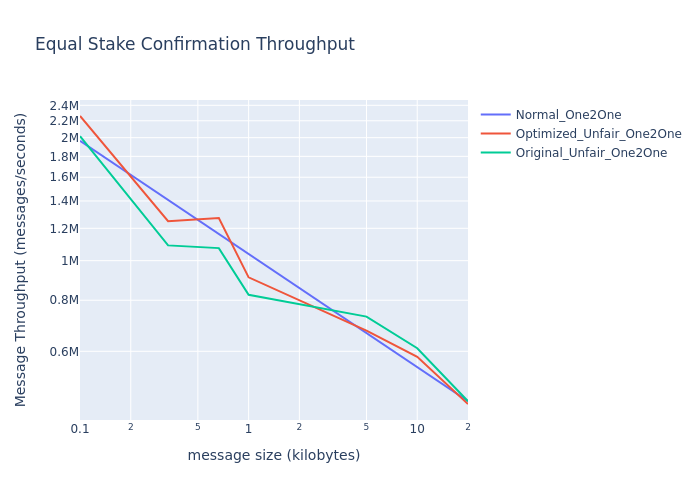 Equal Stake Confirmation Throughput
Message Throughput (messages/seconds)
2.4M
2.2M
2M
1.8M
1.6M
1.4M
1.2M
1M
0.8M
0.6M
0.1 2 5 1 2 5 10 2
message size (kilobytes)
Normal_One2One
Optimized_Unfair_One2One
Original_Unfair_One2One